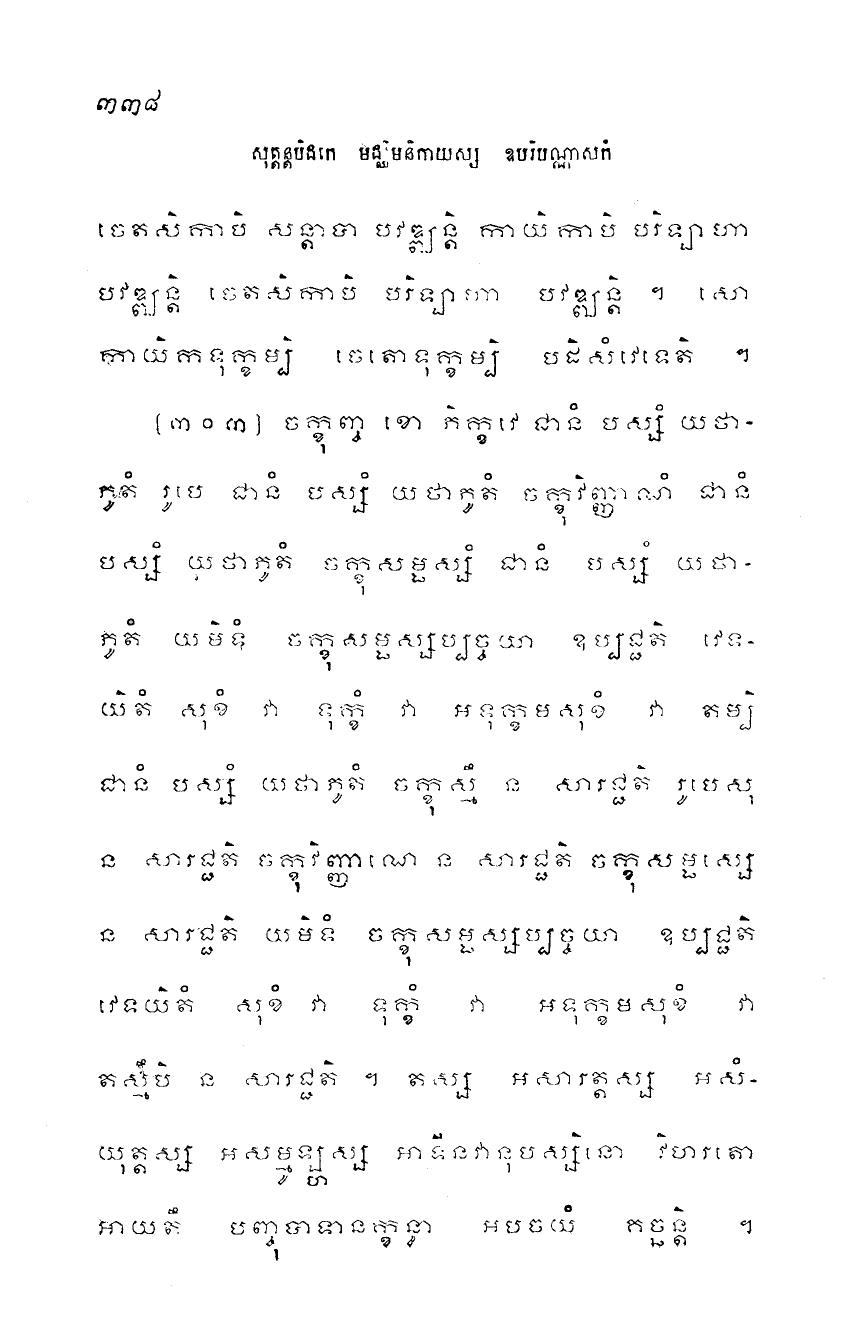 ៣៣៨
សុត្តន្តបិដកេ មជ្ឈិមនិកាយស្ស ឧបរិបណ្ណាសកំ
ចេតសិកាបិ សន្តាបា បវឌ្ឍន្តិ កាយិកាបិ បរិឡាហា
បវឌ្ឍន្តិ ចេតសិកាបិ បរិឡាហា បវឌ្ឍន្តិ ។ សោ
កាយិកទុក្ខម្បិ ចេតោទុក្ខម្បិ បដិសំវេទេតិ ។
[៣០៣] ចក្ខុញ្ច ខោ ភិក្ខវេ ជានំ បស្សំ យថា-
ភូតំ រូបេ ជានំ បស្សំ យថាភូតំ ចក្ខុវិញ្ញាណំ ជានំ
បស្សំ យថាភូតំ ចក្ខុសម្ផស្សំ ជានំ បស្សំ យថា-
ភូតំ យមិទំ ចក្ខុសម្ផស្សប្បច្ចយា ឧប្បជ្ជតិ វេទ-
យិតំ សុខំ វា ទុក្ខំ វា អទុក្ខមសុខំ វា តម្បិ
ជានំ បស្សំ យថាភូតំ ចក្ខុស្មឹ ន សារជ្ជតិ រូបេសុ
ន សារជ្ជតិ ចក្ខុវិញ្ញាណេ ន សារជ្ជតិ ចក្ខុសម្ផស្សេ
ន សារជ្ជតិ យមិទំ ចក្ខុសម្ផស្សប្បច្ចយា ឧប្បជ្ជតិ
វេទយិតំ សុខំ វា ទុក្ខំ វា អទុក្ខមសុខំ វា
តស្មឹបិ ន សារជ្ជតិ ។ តស្ស អសារត្តស្ស អសំ-
យុត្តស្ស អសម្មូឡ្ហស្ស អាទីនវានុបស្សិនោ វិហរតោ
អាយតឹ បញ្ចុបាទានក្ខន្ធា អបចយំ គច្ឆន្តិ ។